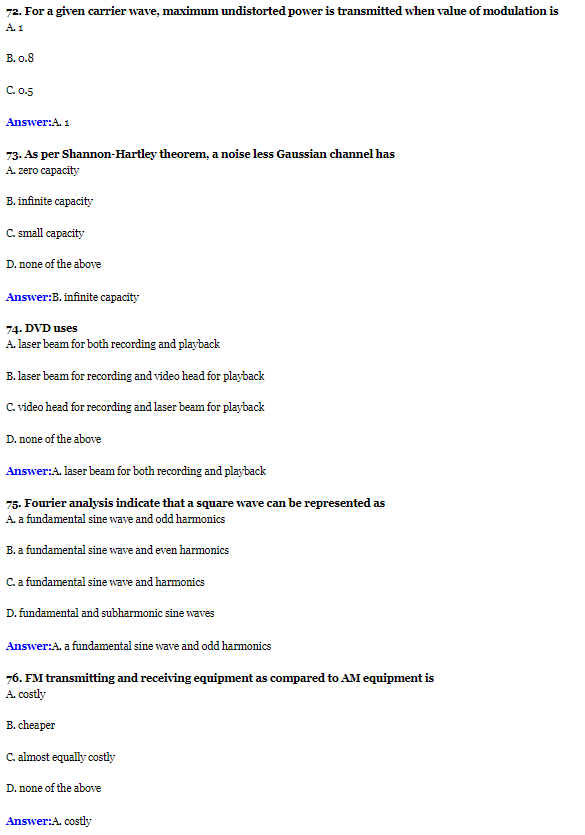 72. For a given carrier wave, maximum undistorted power is transmitted when value of modulation is
A. 1
B. 0.8
C. 0.5
Answer:A. 1
73. As per Shannon-Hartley theorem, a noise less Gaussian channel has
A. zero capacity
B. infinite capacity
C. small capacity
D. none of the above
Answer:B. infinite capacity
74. DVD uses
A. laser beam for both recording and playback
B. laser beam for recording and video head for playback
C. video head for recording and laser beam for playback
D. none of the above
Answer:A. laser beam for both recording and playback
75. Fourier analysis indicate that a square wave can be represented as
A. a fundamental sine wave and odd harmonics
B. a fundamental sine wave and even harmonics
C. a fundamental sine wave and harmonics
D. fundamental and subharmonic sine waves
Answer:A. a fundamental sine wave and odd harmonics
76. FM transmitting and receiving equipment as compared to AM equipment is
A. costly
B. cheaper
C. almost equally costly
D. none of the above
Answer:A. costly